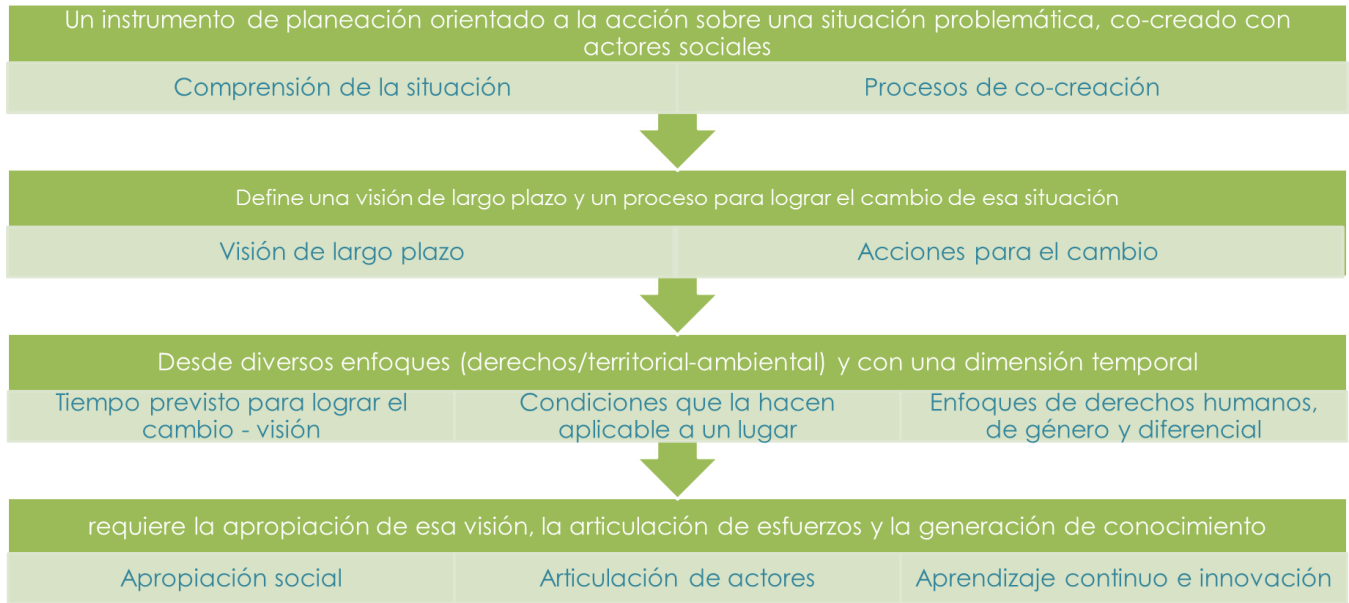 Un instrumento de planeación orientado a la acción sobre una situación problemática, co-creado con
actores sociales
Comprensión de la situación
Procesos de co-creación
Define una visión de largo plazo y un proceso para lograr el cambio de esa situación
Visión de largo plazo
Acciones para el cambio
Desde diversos enfoques (derechos/territorial-ambiental) y con una dimensión temporal
Tiempo previsto para lograr el
cambio - visión
Condiciones que la hacen
aplicable a un lugar
Enfoques de derechos humanos,
de género y diferencial
requiere la apropiación de esa visión, la articulación de esfuerzos y la generación de conocimiento
Apropiación social
Articulación de actores
Aprendizaje continuo e innovación